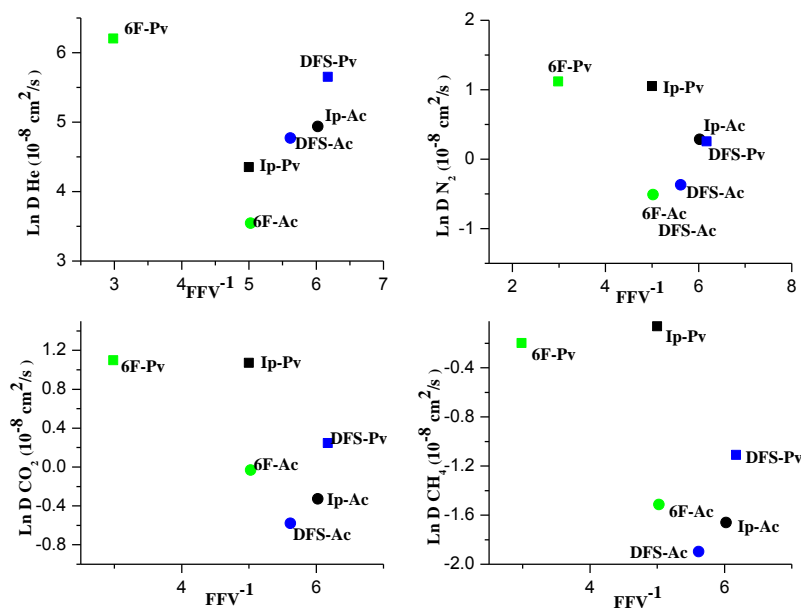 6F-Pv
DFS-Pv
Ip-Ac
DFS-Ac
Ip-Pv
6F-Ac
6
5
4
3
3
4
5
6
7
Ln D He (10⁻⁸ cm²/s)
FFV⁻¹
6F-Pv
Ip-Pv
Ip-Ac
DFS-Pv
DFS-Ac
6F-Ac
DFS-Ac
2
1
0
-1
2
4
6
8
Ln D N₂ (10⁻⁸ cm²/s)
FFV⁻¹
6F-Pv
Ip-Pv
DFS-Pv
6F-Ac
Ip-Ac
DFS-Ac
1.2
0.8
0.4
0.0
-0.4
-0.8
4
6
Ln D CO₂ (10⁻⁸ cm²/s)
FFV⁻¹
Ip-Pv
6F-Pv
DFS-Pv
6F-Ac
Ip-Ac
DFS-Ac
-0.4
-0.8
-1.2
-1.6
-2.0
4
6
Ln D CH₄ (10⁻⁸ cm²/s)
FFV⁻¹